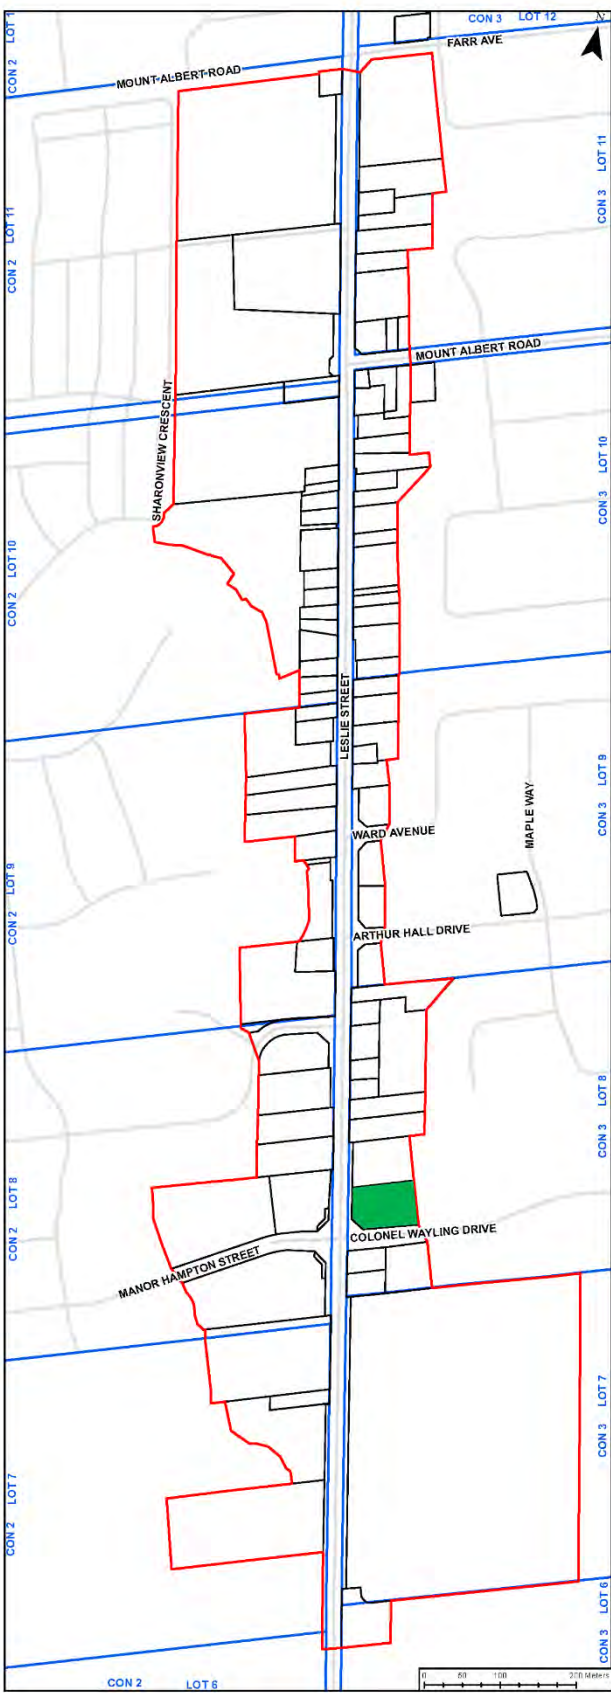 CON 3 LOT 12
N
CON 2 LOT 1
FARR AVE
MOUNT ALBERT ROAD
CON 3 LOT 11
CON 2 LOT 11
MOUNT ALBERT ROAD
SHARONVIEW CRESCENT
CON 3 LOT 10
CON 2 LOT 10
LESLIE STREET
CON 3 LOT 9
MAPLE WAY
WARD AVENUE
CON 2 LOT 9
ARTHUR HALL DRIVE
CON 3 LOT 8
CON 2 LOT 8
COLONEL WAYLING DRIVE
MANOR HAMPTON STREET
CON 3 LOT 7
CON 2 LOT 7
CON 3 LOT 6
CON 2 LOT 6
0 50 100 200 Meters